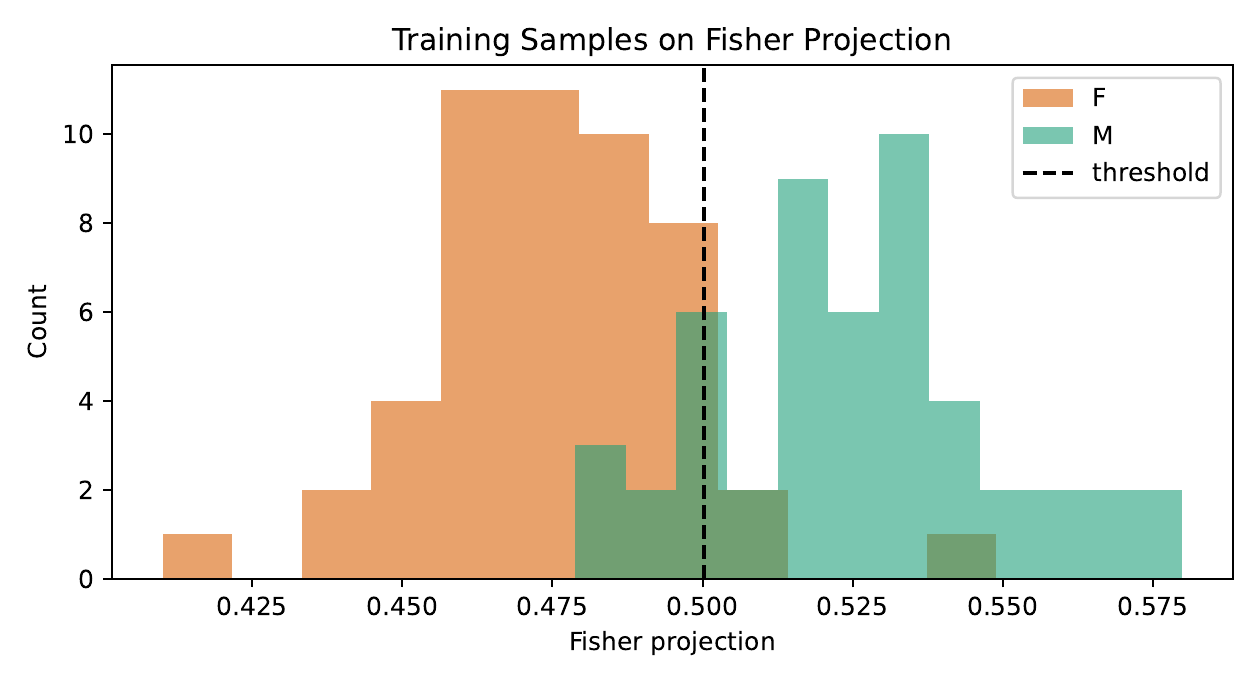 Training Samples on Fisher Projection
F
M
threshold
Count
10
8
6
4
2
0
0.425 0.450 0.475 0.500 0.525 0.550 0.575
Fisher projection